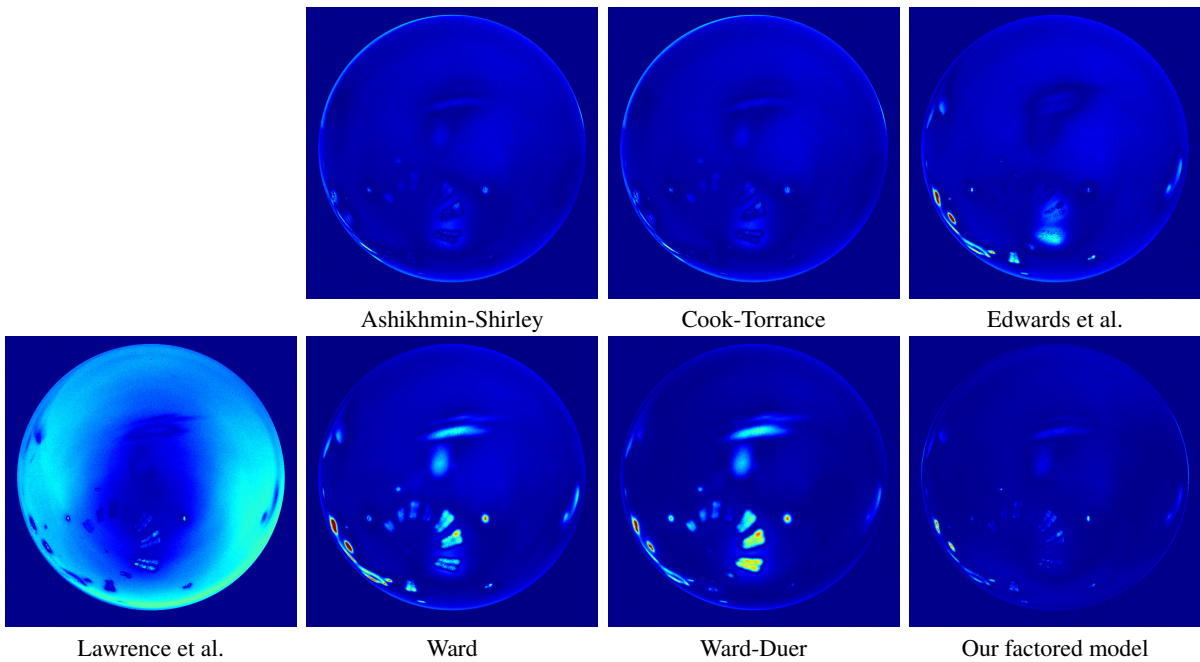 Ashikhmin-Shirley
Cook-Torrance
Edwards et al.
Lawrence et al.
Ward
Ward-Duer
Our factored model